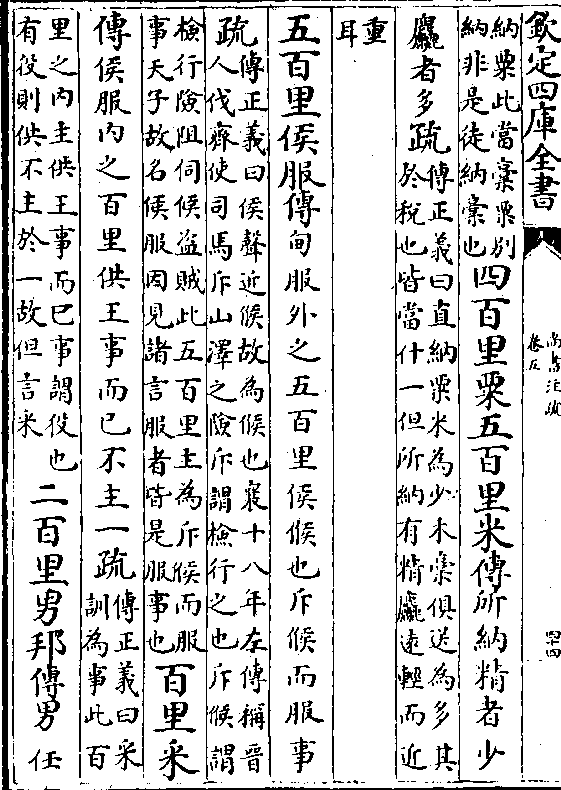 欽定四庫全書
尚書注疏
卷五
四十四
納粟此當稾粟别
納非是徒納稾也
四百里粟五百里米傳所納精者少
麤者多疏
傳正義曰直納粟米為少禾稾俱送為多其
於稅也皆當什一但所納有精麤遠輕而近
重
耳
五百里侯服傳甸服外之五百里侯候也斥候而服事
疏
傳正義曰侯聲近候故為候也襄十八年左傳稱晉
人伐齊使司馬斥山澤之險斥謂檢行之也斥候謂
檢行險阻伺候盜賊此五百里主為斥候而服
事天子故名侯服因見諸言服者皆是服事也
百里采
傳侯服内之百里供王事而已不主一疏
傳正義曰采
訓為事此百
里之内主供王事而已事謂役也
有役則供不主於一故但言采
二百里男邦傳男任